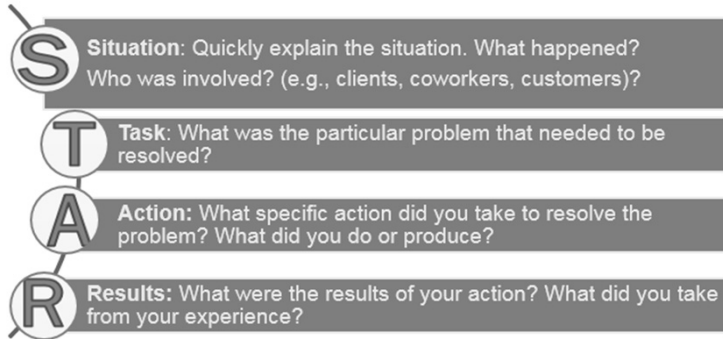 S
Situation: Quickly explain the situation. What happened?
Who was involved? (e.g., clients, coworkers, customers)?
T
Task: What was the particular problem that needed to be
resolved?
A
Action: What specific action did you take to resolve the
problem? What did you do or produce?
R
Results: What were the results of your action? What did you take
from your experience?